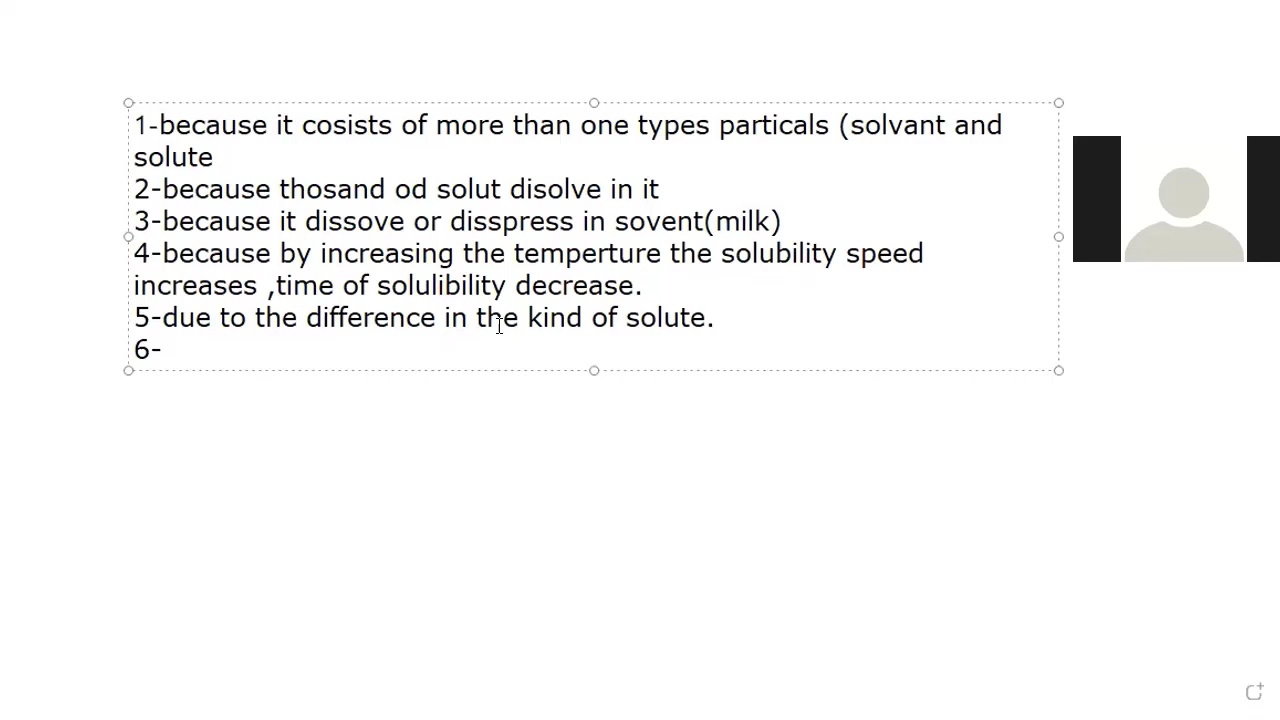 1-because it cosists of more than one types particals (solvant and
solute
2-because thosand od solut disolve in it
3-because it dissove or disspress in sovent(milk)
4-because by increasing the temperture the solubility speed
increases ,time of solulibility decrease.
5-due to the difference in the kind of solute.
6-